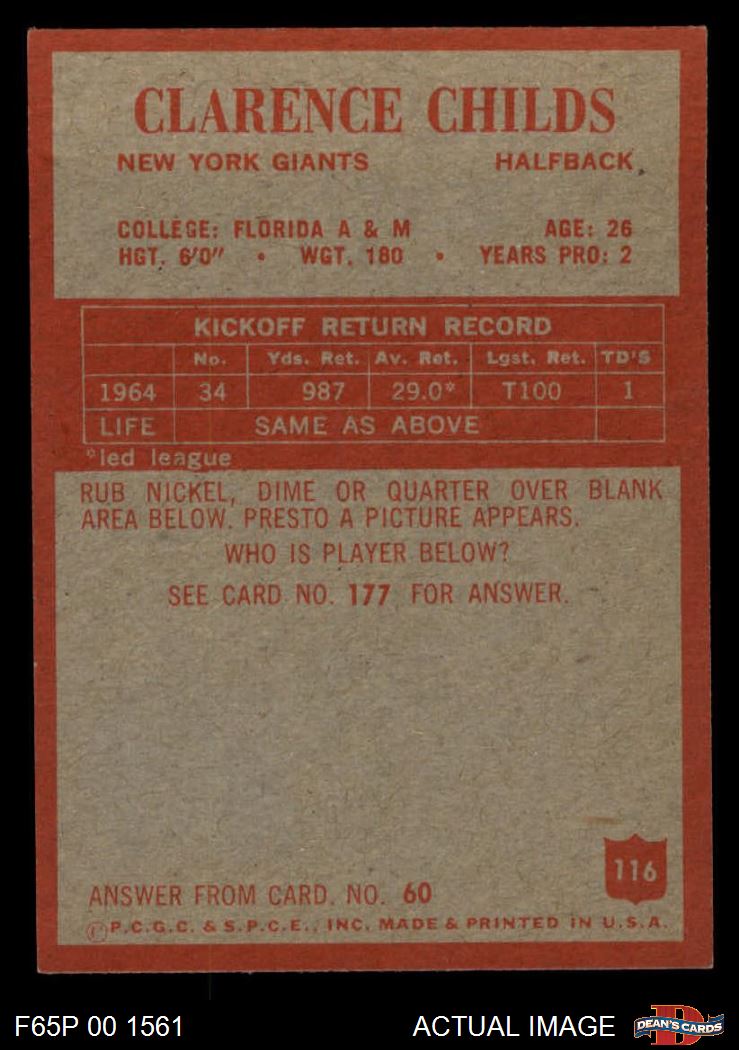 CLARENCE CHILDS
NEW YORK GIANTS HALFBACK
COLLEGE: FLORIDA A & M AGE: 26
HGT. 6'0" • WGT. 180 • YEARS PRO: 2
KICKOFF RETURN RECORD
No. Yds. Ret. Av. Ret. Lgst. Ret. TD'S
1964 34 987 29.0* T100 1
LIFE SAME AS ABOVE
*led league
RUB NICKEL, DIME OR QUARTER OVER BLANK
AREA BELOW. PRESTO A PICTURE APPEARS.
WHO IS PLAYER BELOW?
SEE CARD NO. 177 FOR ANSWER.
116
ANSWER FROM CARD. NO. 60
Ⓟ P.C.G.C. & S.P.C.E., INC. MADE & PRINTED IN U.S.A.
F65P 00 1561 ACTUAL IMAGE D DEAN'S CARDS